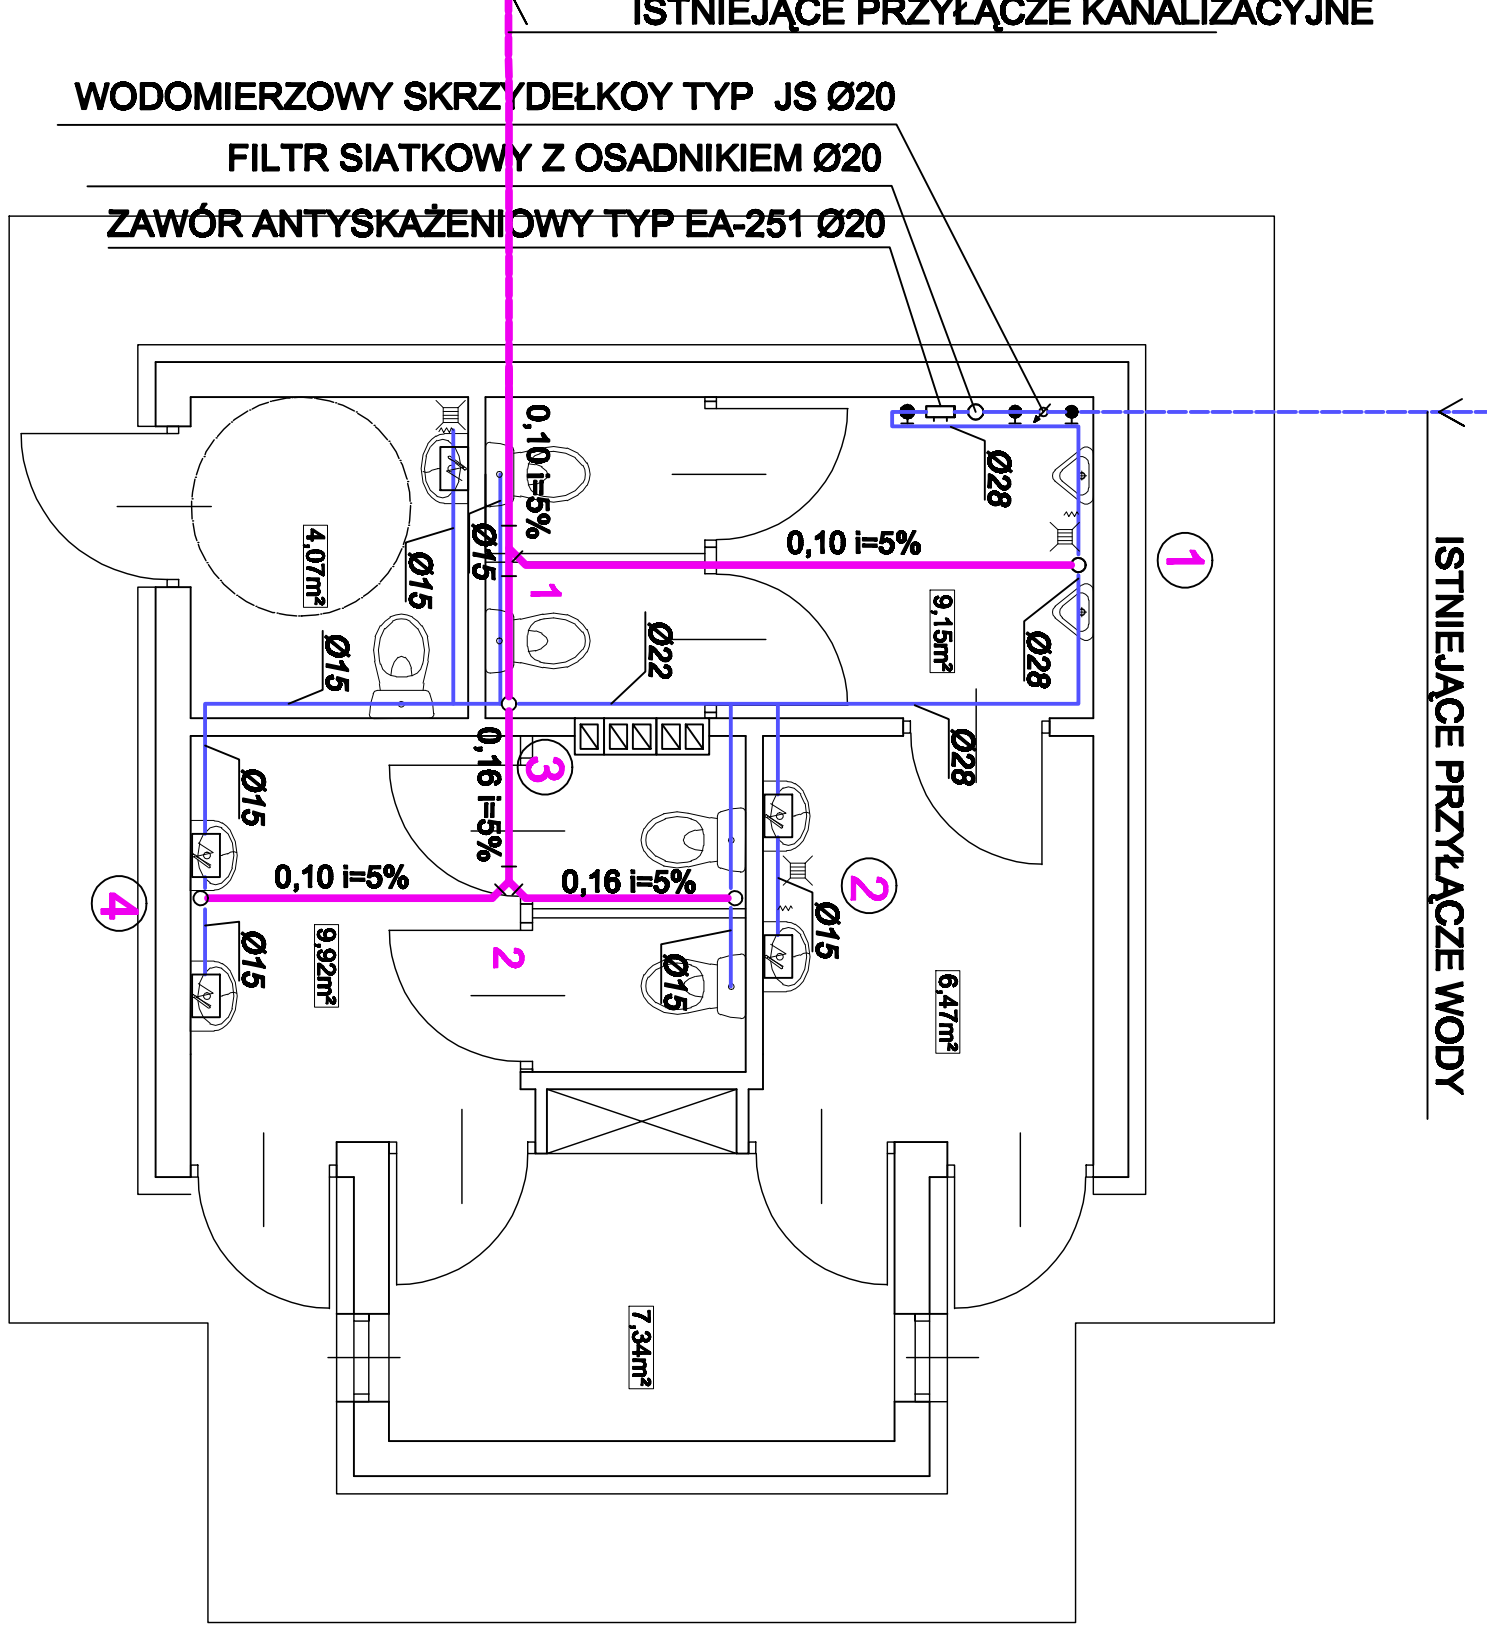 ISTNIEJĄCE PRZYŁĄCZE KANALIZACYJNE
WODOMIERZOWY SKRZYDEŁKOY TYP JS Ø20
FILTR SIATKOWY Z OSADNIKIEM Ø20
ZAWÓR ANTYSKAŻENIOWY TYP EA-251 Ø20
ISTNIEJĄCE PRZYŁĄCZE WODY
0,10 i=5%
Ø28
0,10 i=5%
1
4,07m²
Ø15
Ø15
1
9,15m²
Ø15
Ø22
Ø28
0,16 i=5%
3
Ø28
Ø15
0,10 i=5%
0,16 i=5%
2
4
Ø15
9,92m²
2
Ø15
Ø15
6,47m²
7,34m²